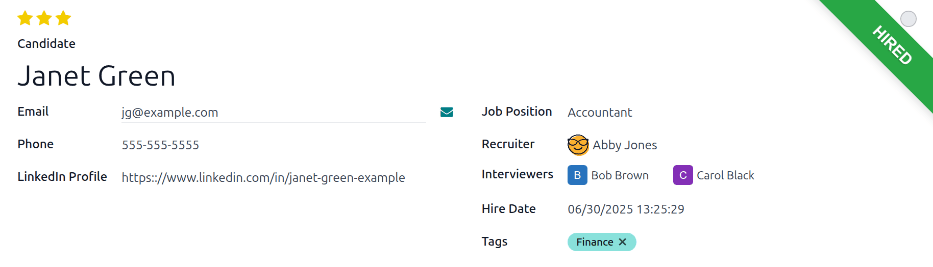 HIRED
Candidate
Janet Green
Email jg@example.com
Phone 555-555-5555
LinkedIn Profile https://www.linkedin.com/in/janet-green-example
Job Position Accountant
Recruiter Abby Jones
Interviewers B Bob Brown C Carol Black
Hire Date 06/30/2025 13:25:29
Tags Finance ×